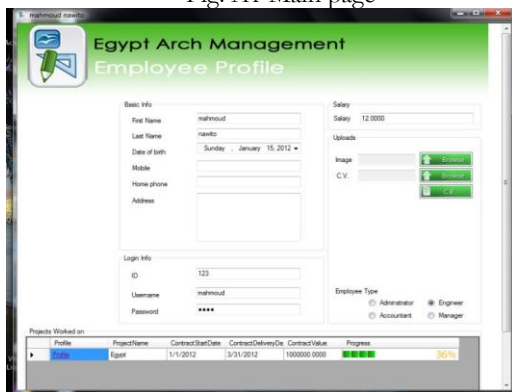 Fig. A1 Main page
mahmoud nawito
Egypt Arch Management
Employee Profile
Basic Info
First Name mahmoud
Last Name nawito
Date of birth Sunday , January 15, 2012
Mobile
Home phone
Address
Salary
Salary 12.0000
Uploads
Image Browse
C.V. Browse
C.V.
Login Info
ID 123
Username mahmoud
Password ••••
Employee Type
Adminstrator Engineer
Accountant Manager
Projects Worked on
Profile ProjectName ContractStartDate ContractDeliveryDa ContractValue Progress
Profile Egypt 1/1/2012 3/31/2012 1000000.0000 36%